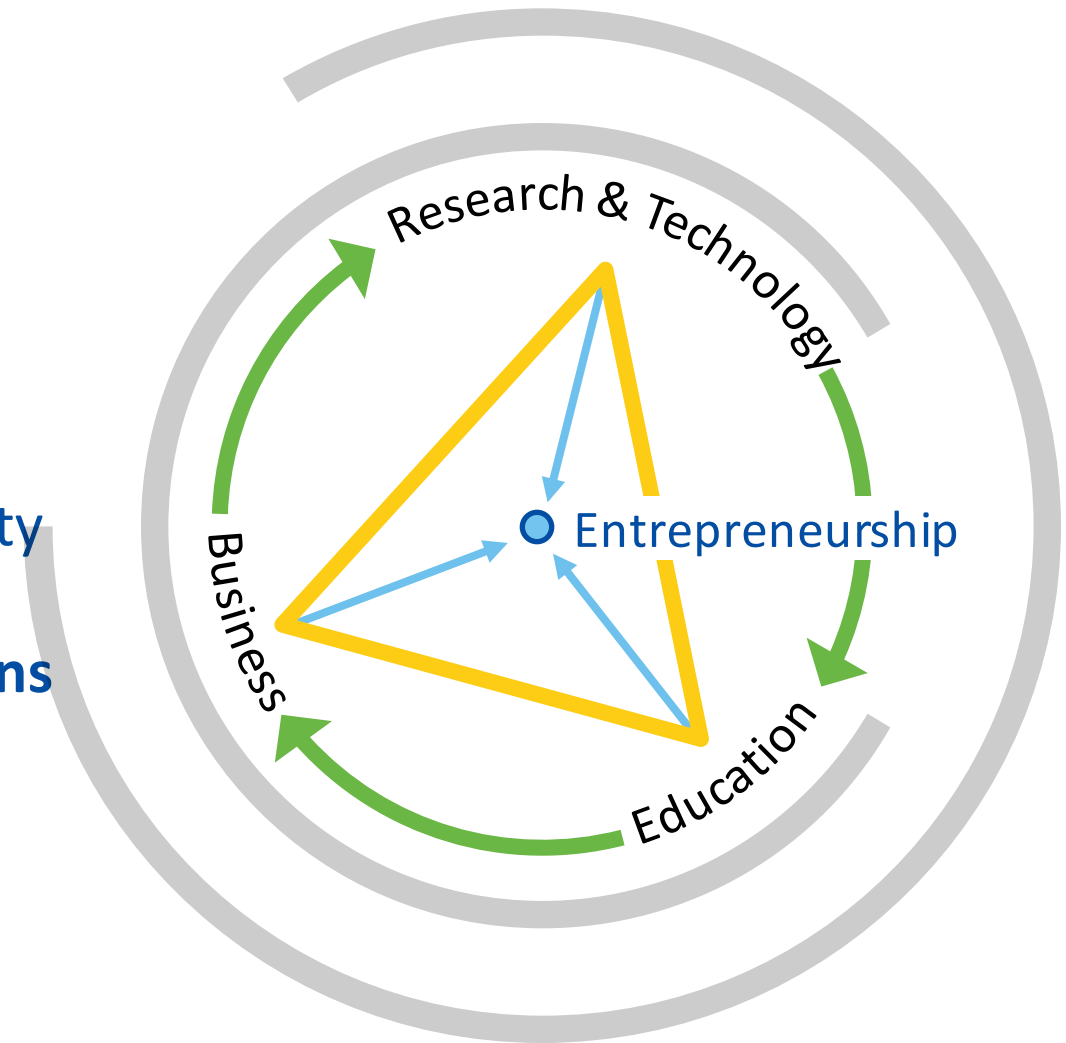 Research & Technology
ty
Entrepreneurship
Business
ns
Education